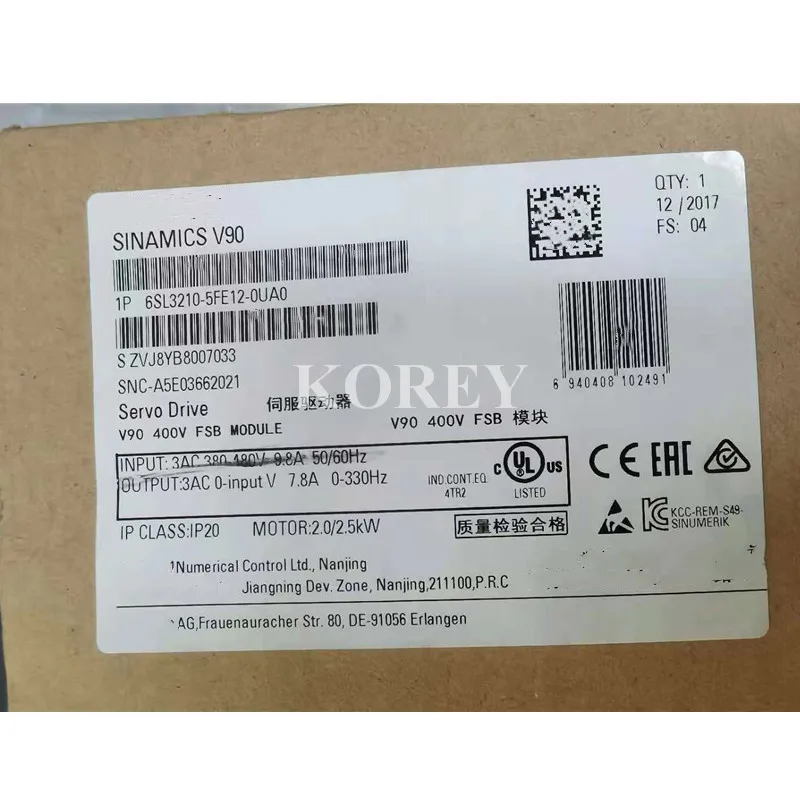 SINAMICS V90
QTY: 1
12 / 2017
FS: 04
1P 6SL3210-5FE12-0UA0
S ZVJ8YB8007033
SNC-A5E03662021
KOREY
6 940408 102491
Servo Drive 伺服驱动器
V90 400V FSB MODULE V90 400V FSB 模块
INPUT: 3AC 380-480V 9.8A 50/60Hz
OUTPUT:3AC 0-input V 7.8A 0-330Hz
IND.CONT.EQ.
4TR2
C UL US
LISTED
CE EAC
IP CLASS:IP20 MOTOR:2.0/2.5kW
质量检验合格
KCC-REM-S49-
SINUMERIK
Numerical Control Ltd., Nanjing
Jiangning Dev. Zone, Nanjing,211100,P.R.C
AG,Frauenauracher Str. 80, DE-91056 Erlangen